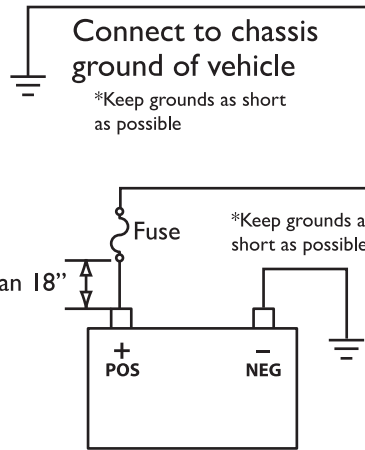 Connect to chassis
ground of vehicle
*Keep grounds as short
as possible
Fuse
*Keep grounds a
short as possible
an 18”
+
–
POS
NEG